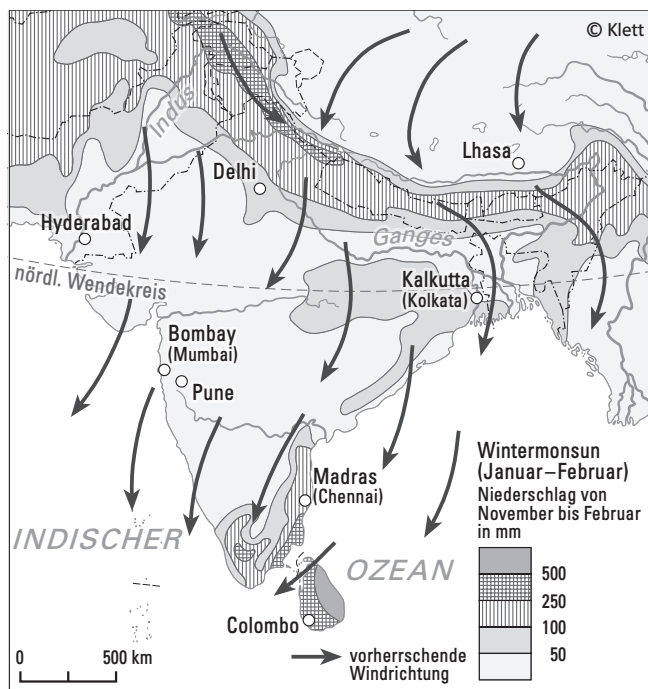 © Klett
Indus
Lhasa
Delhi
Hyderabad
Ganges
nördl. Wendekreis
Kalkutta
(Kolkata)
Bombay
(Mumbai)
Pune
Madras
(Chennai)
INDISCHER
OZEAN
Colombo
0 500 km
Wintermonsun
(Januar–Februar)
Niederschlag von
November bis Februar
in mm
500
250
100
50
vorherrschende
Windrichtung